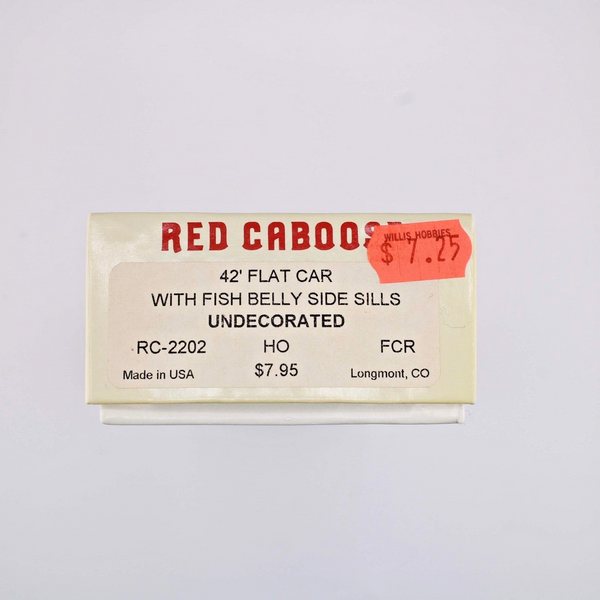 RED CABOOSE
WILLIS HOBBIES
$ 7.25
42' FLAT CAR
WITH FISH BELLY SIDE SILLS
UNDECORATED
RC-2202 HO FCR
Made in USA $7.95 Longmont, CO